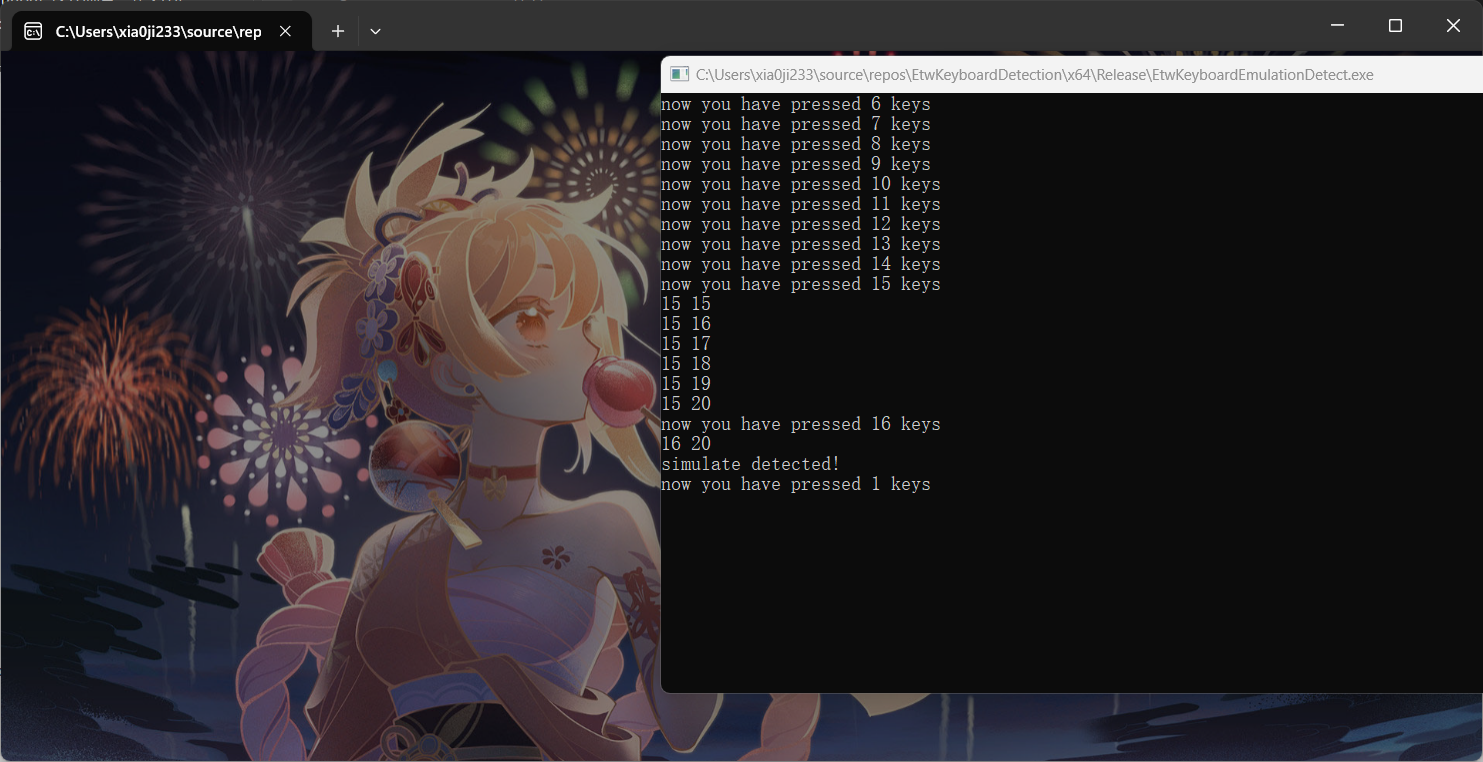 C:\Users\xia0ji233\source\rep
C:\Users\xia0ji233\source\repos\EtwKeyboardDetection\x64\Release\EtwKeyboardEmulationDetect.exe
now you have pressed 6 keys
now you have pressed 7 keys
now you have pressed 8 keys
now you have pressed 9 keys
now you have pressed 10 keys
now you have pressed 11 keys
now you have pressed 12 keys
now you have pressed 13 keys
now you have pressed 14 keys
now you have pressed 15 keys
15 15
15 16
15 17
15 18
15 19
15 20
now you have pressed 16 keys
16 20
simulate detected!
now you have pressed 1 keys